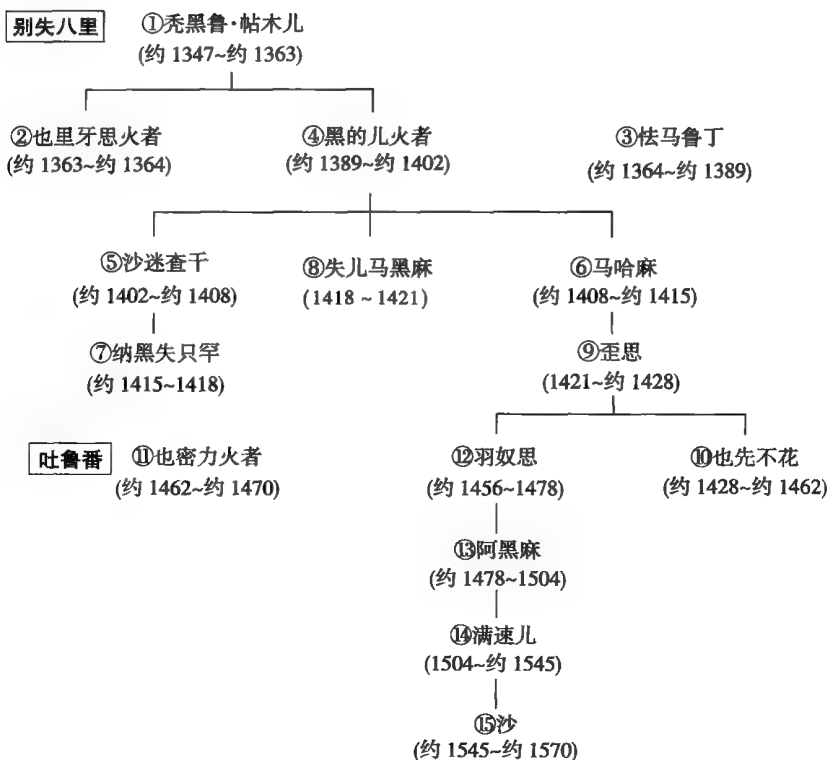 别失八里 ①秃黑鲁·帖木儿
(约 1347~约 1363)
②也里牙思火者 ④黑的儿火者 ③怯马鲁丁
(约 1363~约 1364) (约 1389~约 1402) (约 1364~约 1389)
⑤沙迷查干 ⑧失儿马黑麻 ⑥马哈麻
(约 1402~约 1408) (1418 ~ 1421) (约 1408~约 1415)
⑦纳黑失只罕 ⑨歪思
(约 1415~1418) (1421~约 1428)
吐鲁番 ⑪也密力火者 ⑫羽奴思 ⑩也先不花
(约 1462~约 1470) (约 1456~1478) (约 1428~约 1462)
⑬阿黑麻
(约 1478~1504)
⑭满速儿
(1504~约 1545)
⑮沙
(约 1545~约 1570)